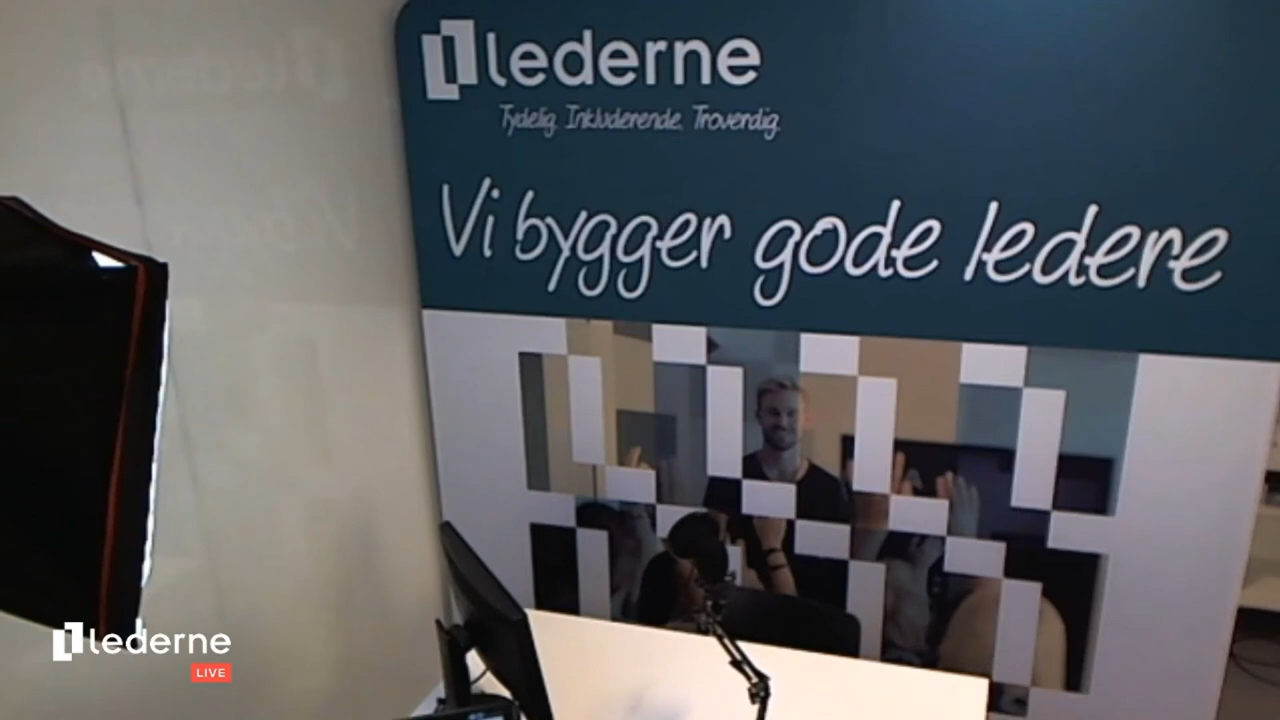 lederne
Tydelig. Inkluderende. Troverdig.
Vi bygger gode ledere
lederne
LIVE